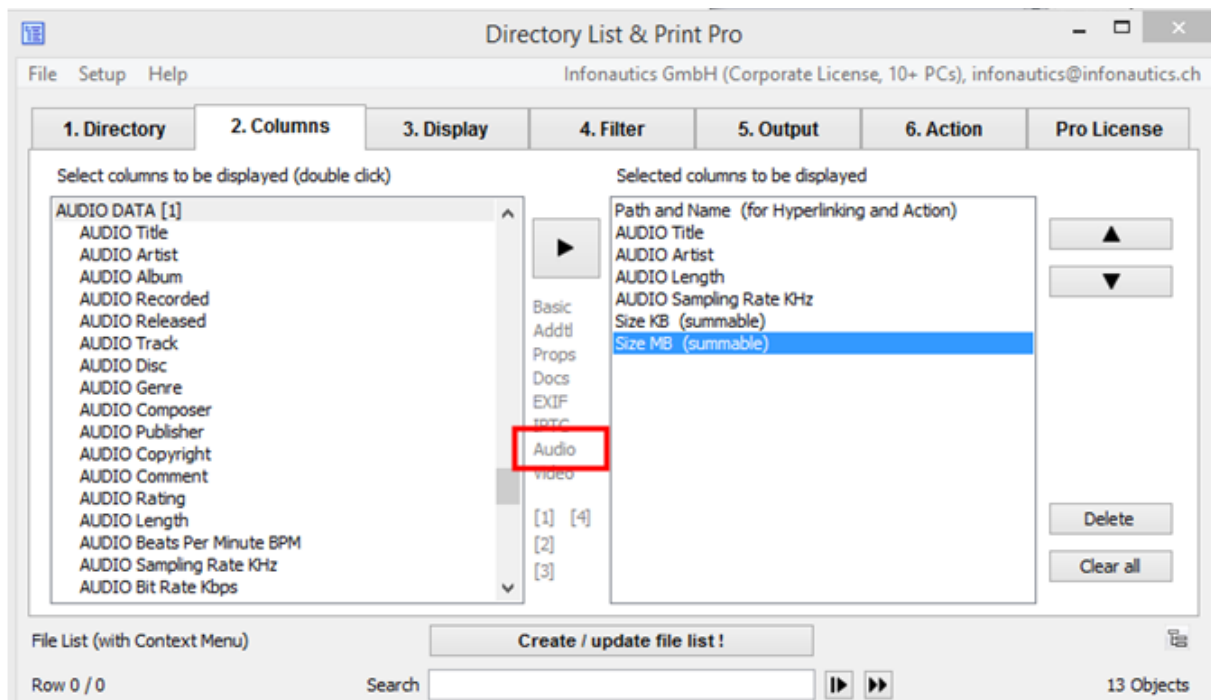 Directory List & Print Pro
File Setup Help
Infonautics GmbH (Corporate License, 10+ PCs), infonautics@infonautics.ch
1. Directory
2. Columns
3. Display
4. Filter
5. Output
6. Action
Pro License
Select columns to be displayed (double click)
AUDIO DATA [1]
AUDIO Title
AUDIO Artist
AUDIO Album
AUDIO Recorded
AUDIO Released
AUDIO Track
AUDIO Disc
AUDIO Genre
AUDIO Composer
AUDIO Publisher
AUDIO Copyright
AUDIO Comment
AUDIO Rating
AUDIO Length
AUDIO Beats Per Minute BPM
AUDIO Sampling Rate KHz
AUDIO Bit Rate Kbps
Basic
Addtl
Props
Docs
EXIF
IPTC
Audio
Video
[1] [4]
[2]
[3]
Selected columns to be displayed
Path and Name (for Hyperlinking and Action)
AUDIO Title
AUDIO Artist
AUDIO Length
AUDIO Sampling Rate KHz
Size KB (summable)
Size MB (summable)
Delete
Clear all
File List (with Context Menu)
Create / update file list !
Row 0 / 0
Search
13 Objects